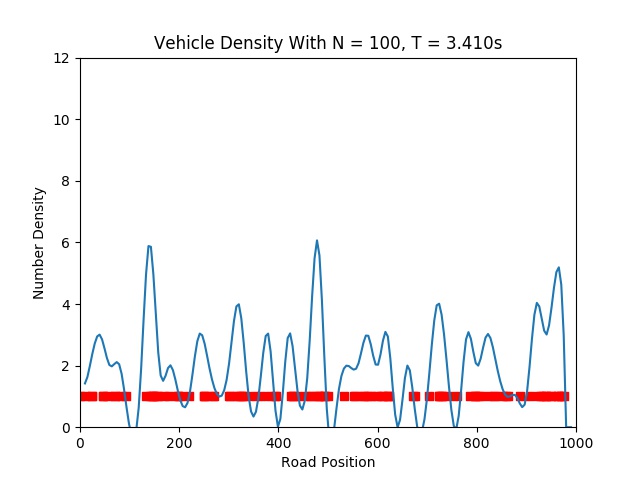 Vehicle Density With N = 100, T = 3.410s
12
10
8
6
4
2
0
Number Density
0 200 400 600 800 1000
Road Position